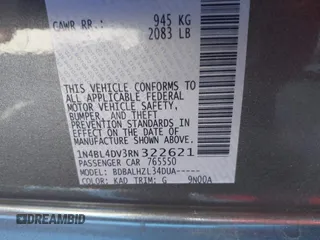 GAWR RR.: 945 KG
2083 LB
THIS VEHICLE CONFORMS TO
ALL APPLICABLE FEDERAL
MOTOR VEHICLE SAFETY,
BUMPER, AND THEFT
PREVENTION STANDARDS IN
EFFECT ON THE DATE OF
MANUFACTURE SHOWN ABOVE.
1N4BL4DV3RN322621
PASSENGER CAR 765550
MODEL: BDBALHZL34DUA-----
COLOR: KAD TRIM: G 9N00A
DREAMBID